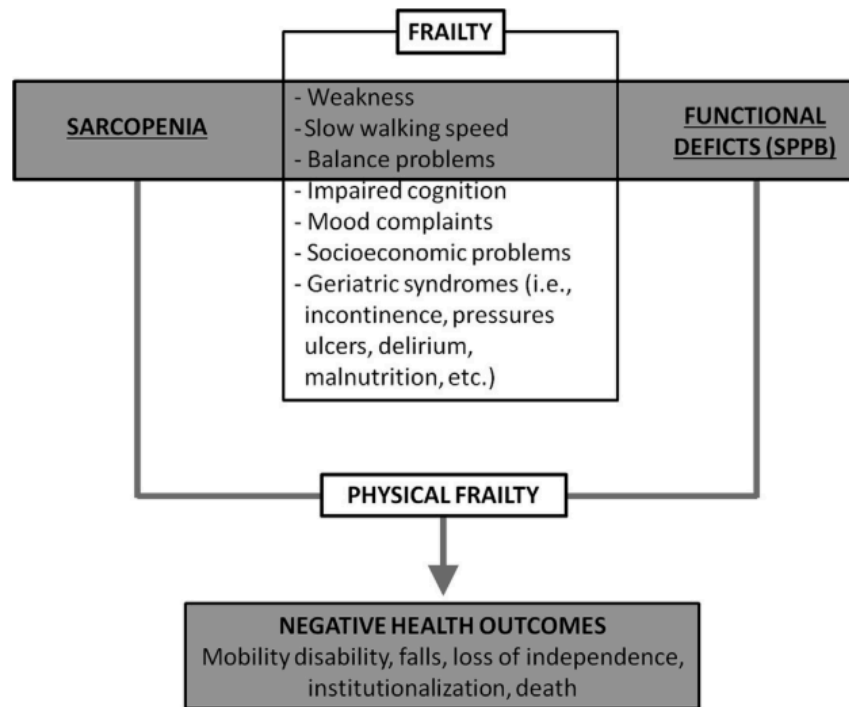 FRAILTY
SARCOPENIA
- Weakness
-Slow walking speed
- Balance problems
- Impaired cognition
- Mood complaints
- Socioeconomic problems
- Geriatric syndromes (i.e.,
incontinence, pressures
ulcers, delirium,
malnutrition, etc.)
FUNCTIONAL
DEFICTS (SPPB)
PHYSICAL FRAILTY
NEGATIVE HEALTH OUTCOMES
Mobility disability, falls, loss of independence,
institutionalization, death